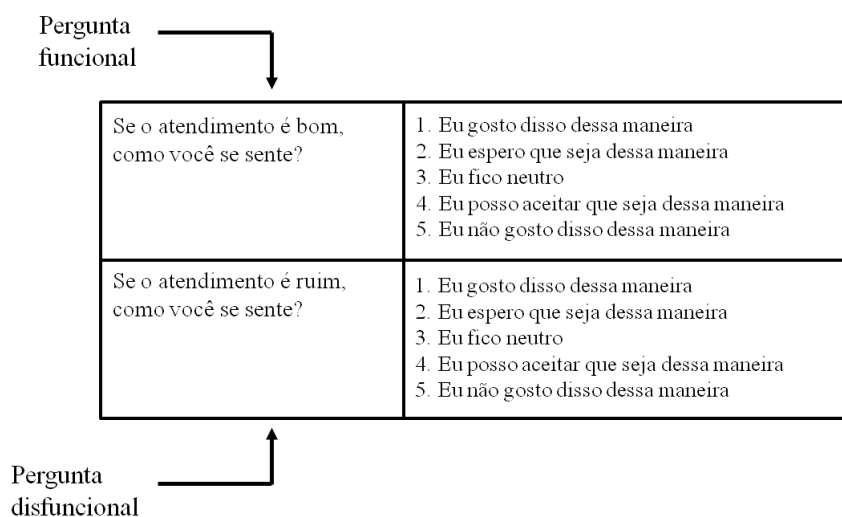 Pergunta
funcional
Se o atendimento é bom,
como você se sente?
1. Eu gosto disso dessa maneira
2. Eu espero que seja dessa maneira
3. Eu fico neutro
4. Eu posso aceitar que seja dessa maneira
5. Eu não gosto disso dessa maneira
Se o atendimento é ruim,
como você se sente?
1. Eu gosto disso dessa maneira
2. Eu espero que seja dessa maneira
3. Eu fico neutro
4. Eu posso aceitar que seja dessa maneira
5. Eu não gosto disso dessa maneira
Pergunta
disfuncional